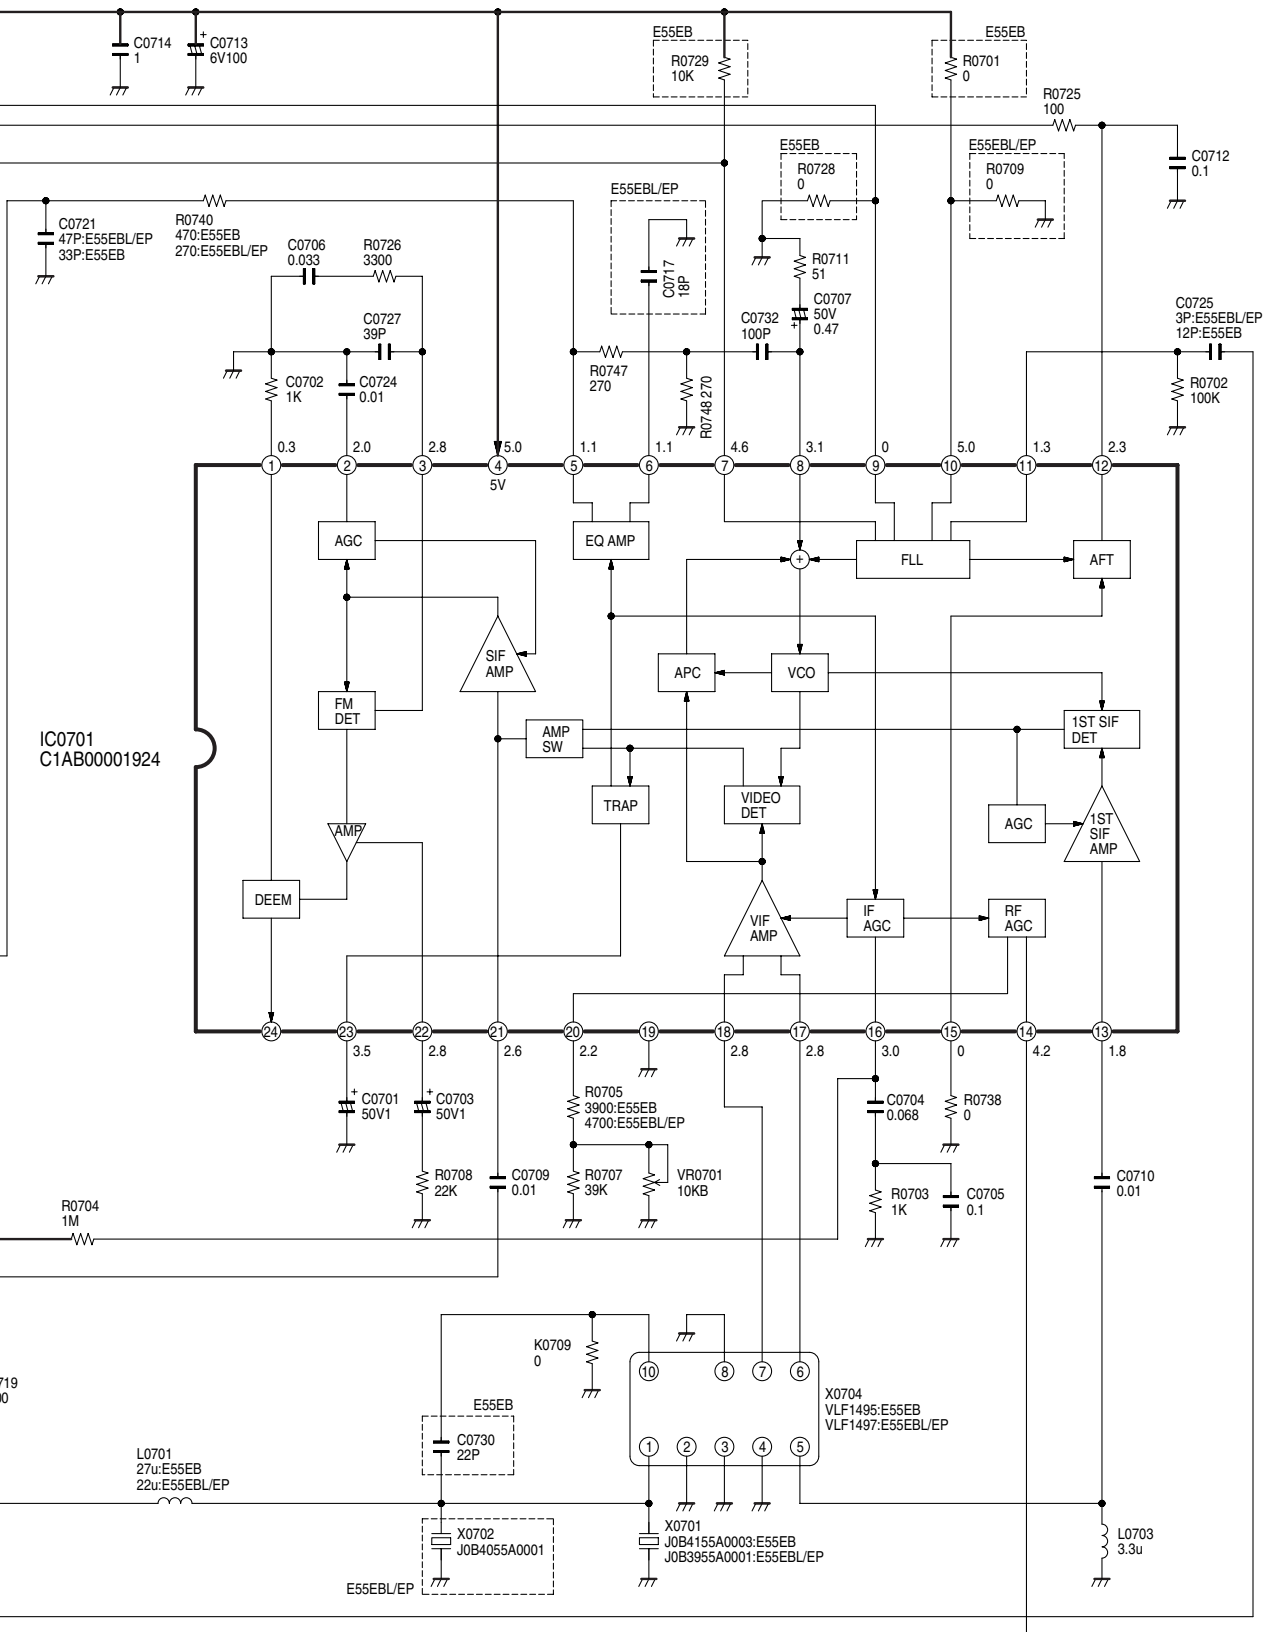 C0714
1
+
C0713
6V100
E55EB
R0729
10K
E55EB
R0701
0
R0725
100
C0712
0.1
E55EB
R0728
0
E55EBL/EP
R0709
0
E55EBL/EP
C0717
18P
C0721
47P:E55EBL/EP
33P:E55EB
R0740
470:E55EB
270:E55EBL/EP
C0706
0.033
R0726
3300
R0711
51
C0707
50V
0.47
+
C0727
39P
C0732
100P
C0725
3P:E55EBL/EP
12P:E55EB
C0702
1K
C0724
0.01
R0747
270
R0748 270
R0702
100K
0.3
2.0
2.8
5.0
1.1
1.1
4.6
3.1
0
5.0
1.3
2.3
1
2
3
4
5
6
7
8
9
10
11
12
5V
AGC
EQ AMP
+
FLL
AFT
SIF
AMP
APC
VCO
FM
DET
AMP
SW
1ST SIF
DET
IC0701
C1AB00001924
TRAP
VIDEO
DET
AGC
1ST
SIF
AMP
AMP
DEEM
VIF
AMP
IF
AGC
RF
AGC
24
23
22
21
20
19
18
17
16
15
14
13
3.5
2.8
2.6
2.2
2.8
2.8
3.0
0
4.2
1.8
+
C0701
50V1
+
C0703
50V1
R0705
3900:E55EB
4700:E55EBL/EP
C0704
0.068
R0738
0
R0708
22K
C0709
0.01
R0707
39K
VR0701
10KB
R0703
1K
C0705
0.1
C0710
0.01
R0704
1M
K0709
0
10
8
7
6
X0704
VLF1495:E55EB
VLF1497:E55EBL/EP
719
00
E55EB
C0730
22P
1
2
3
4
5
L0701
27u:E55EB
22u:E55EBL/EP
X0702
J0B4055A0001
E55EBL/EP
X0701
J0B4155A0003:E55EB
J0B3955A0001:E55EBL/EP
L0703
3.3u